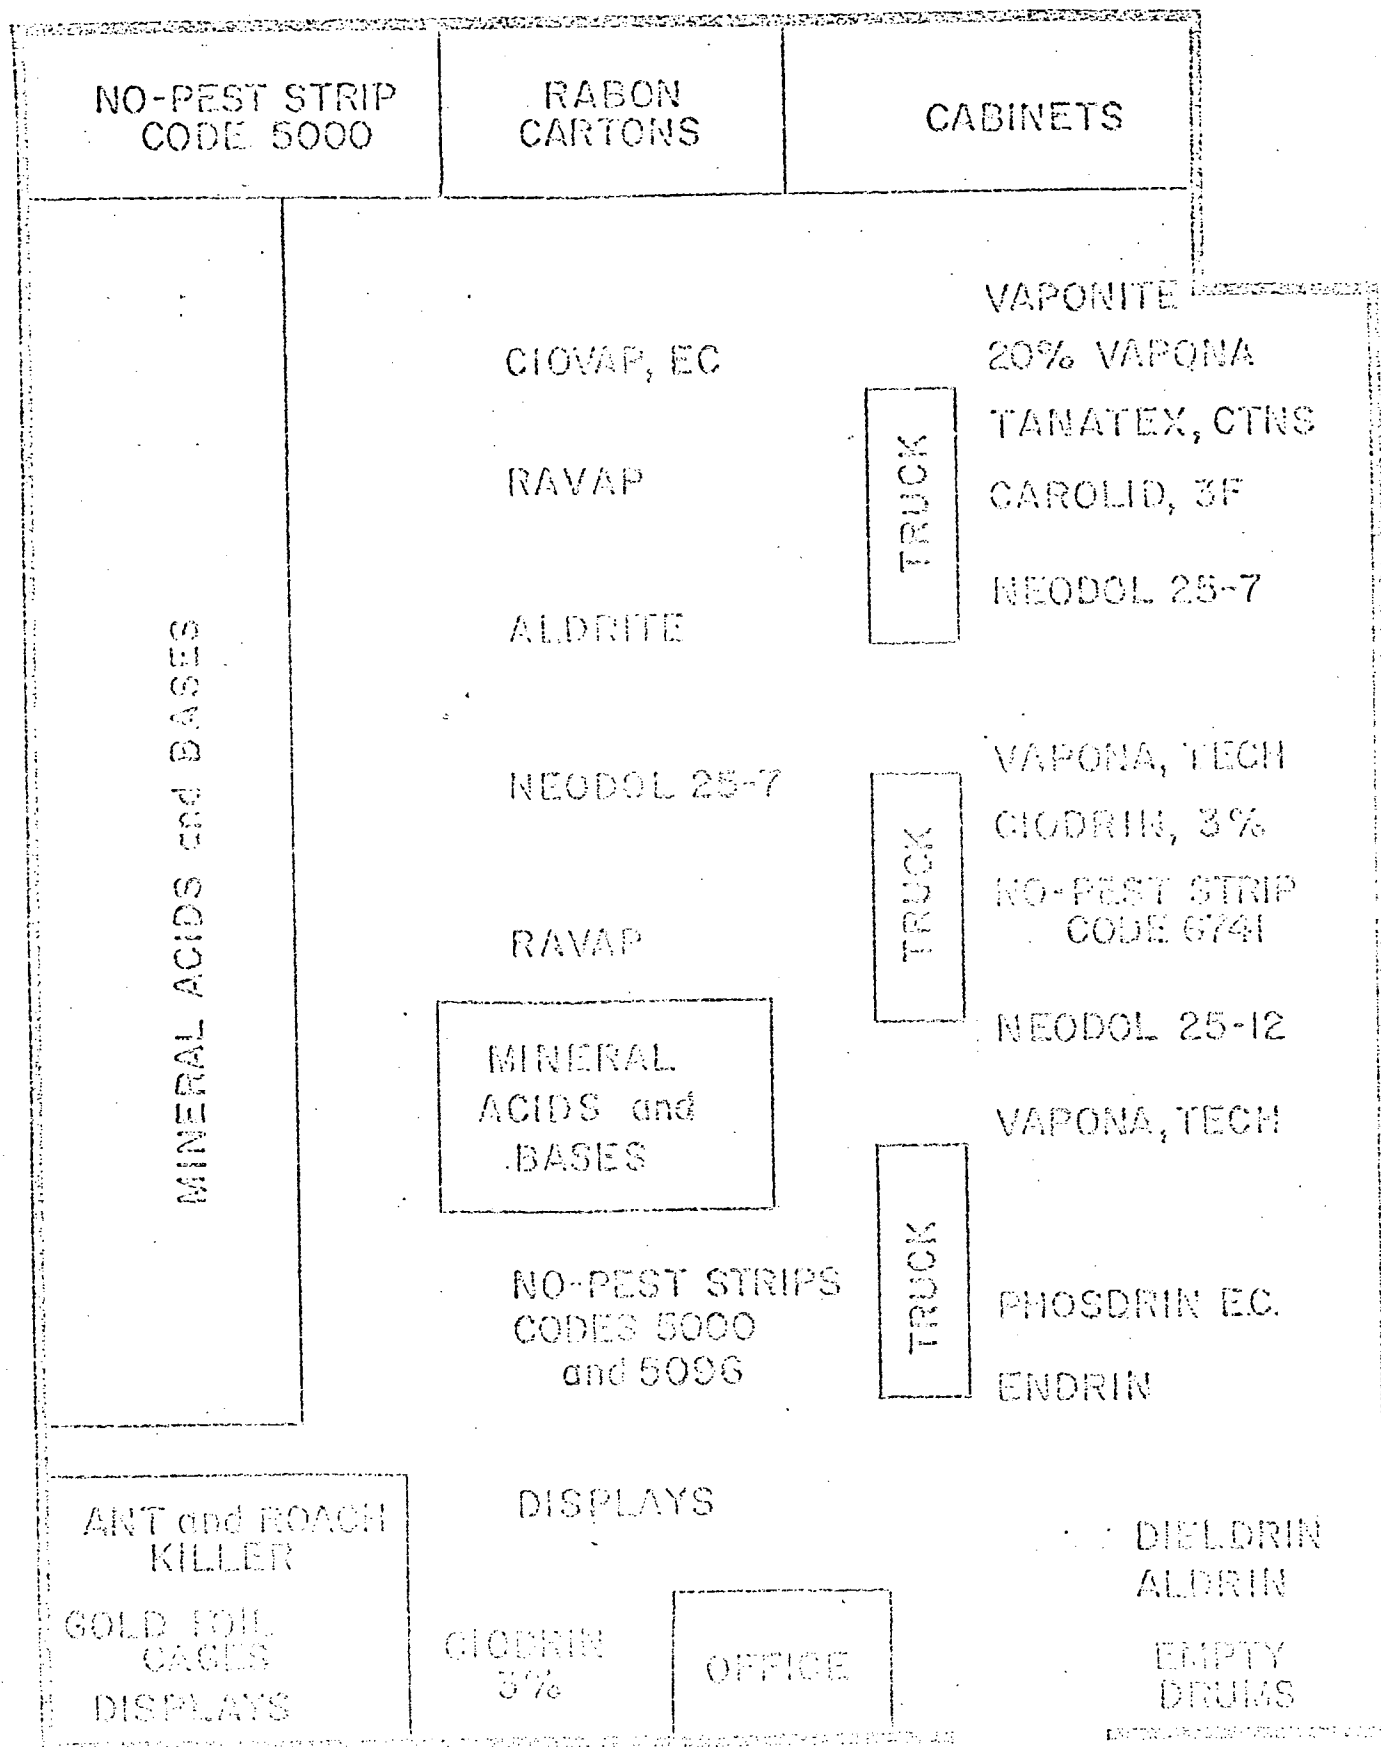 NO-PEST STRIP
CODE 5000
RABON
CARTONS
CABINETS
MINERAL ACIDS and BASES
CIOVAP, EC
RAVAP
ALDRITE
NEODOL 25-7
RAVAP
MINERAL
ACIDS and
BASES
NO-PEST STRIPS
CODES 5000
and 5096
DISPLAYS
TRUCK
TRUCK
TRUCK
VAPONITE
20% VAPONA
TANATEX, CTNS
CAROLID, 3F
NEODOL 25-7
VAPONA, TECH
CIODRIN, 3%
NO-PEST STRIP
CODE 6741
NEODOL 25-12
VAPONA, TECH
PHOSDRIN E.C.
ENDRIN
ANT and ROACH
KILLER
GOLD FOIL
CASES
DISPLAYS
CIODRIN
3%
OFFICE
DIELDRIN
ALDRIN
EMPTY
DRUMS